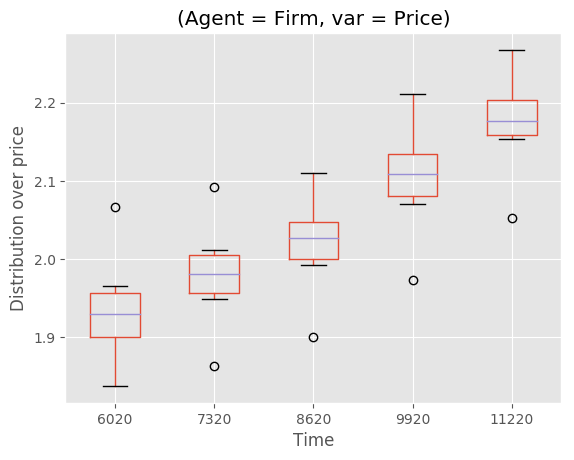 (Agent = Firm, var = Price)
Distribution over price
2.2
2.1
2.0
1.9
6020 7320 8620 9920 11220
Time